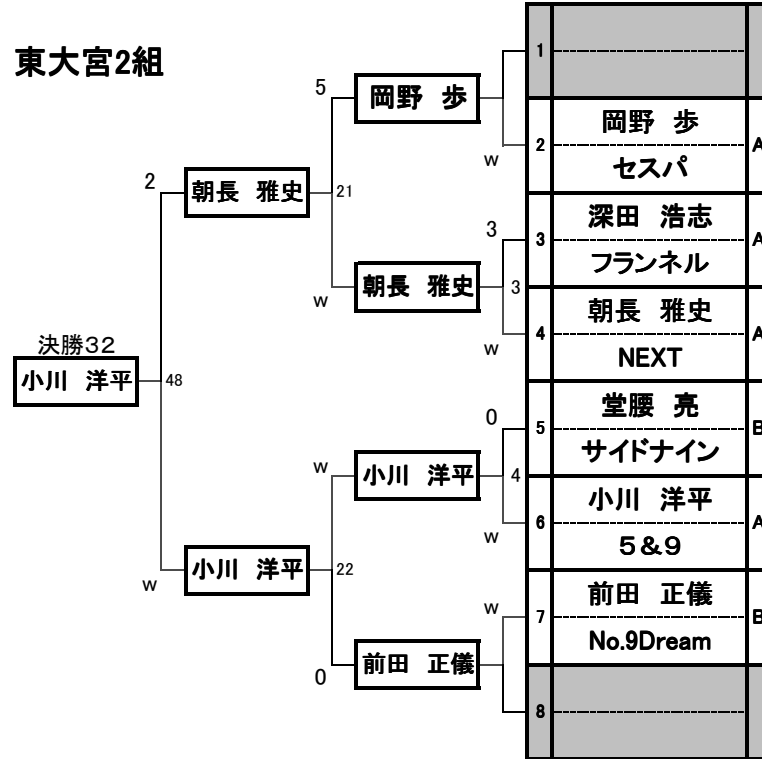 東大宮2組
1
5
岡野 歩
岡野 歩
2
A
w
セスパ
2
朝長 雅史
21
深田 浩志
3
3
A
フランネル
朝長 雅史
3
w
朝長 雅史
4
A
w
NEXT
決勝32
小川 洋平
48
堂腰 亮
0
5
B
サイドナイン
w
小川 洋平
4
小川 洋平
6
A
w
5&9
小川 洋平
22
w
前田 正儀
w
7
B
No.9Dream
前田 正儀
0
8